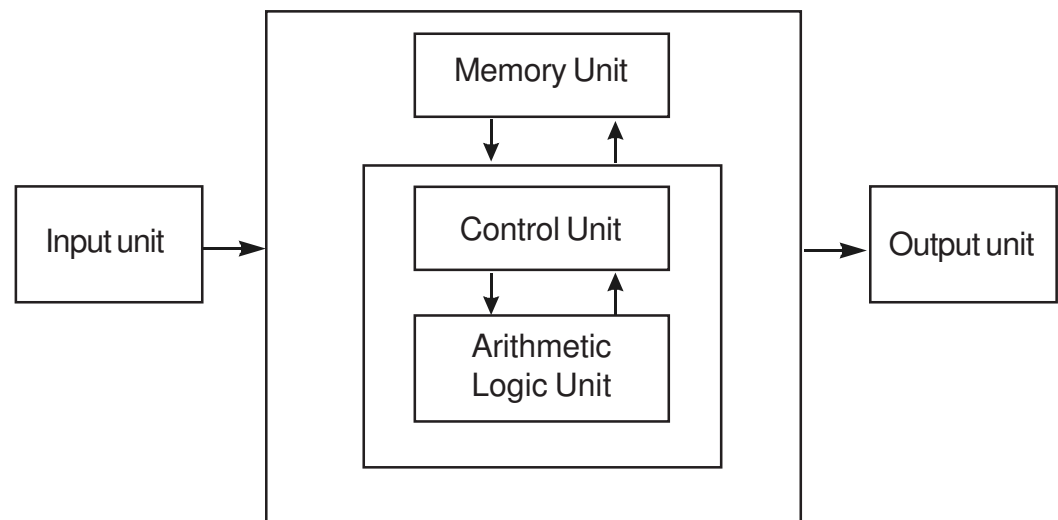 Memory Unit
Input unit
Control Unit
Output unit
Arithmetic
Logic Unit